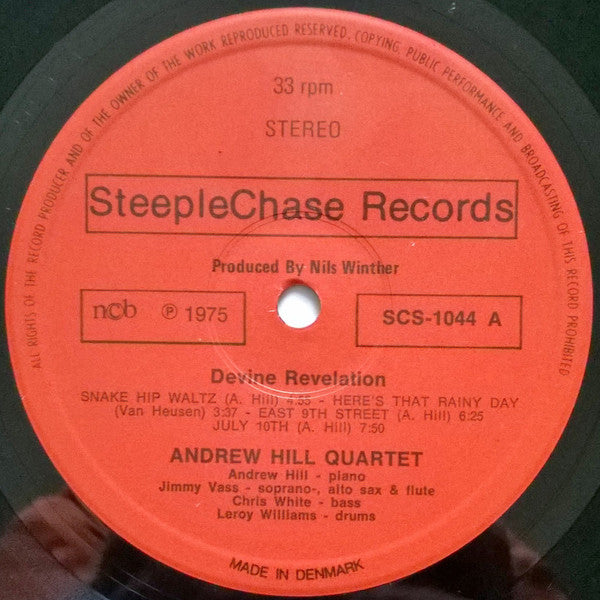 ALL RIGHTS OF THE RECORD PRODUCER AND OF THE OWNER OF THE WORK REPRODUCED RESERVED, COPYING, PUBLIC PERFORMANCE AND BROADCASTING OF THIS RECORD PROHIBITED
33 rpm
STEREO
SteepleChase Records
Produced By Nils Winther
ncb ℗ 1975
SCS-1044 A
Devine Revelation
SNAKE HIP WALTZ (A. Hill) - HERE'S THAT RAINY DAY
(Van Heusen) 3:37 - EAST 9TH STREET (A. Hill) 6:25
JULY 10TH (A. Hill) 7:50
ANDREW HILL QUARTET
Andrew Hill - piano
Jimmy Vass - soprano-, alto sax & flute
Chris White - bass
Leroy Williams - drums
MADE IN DENMARK